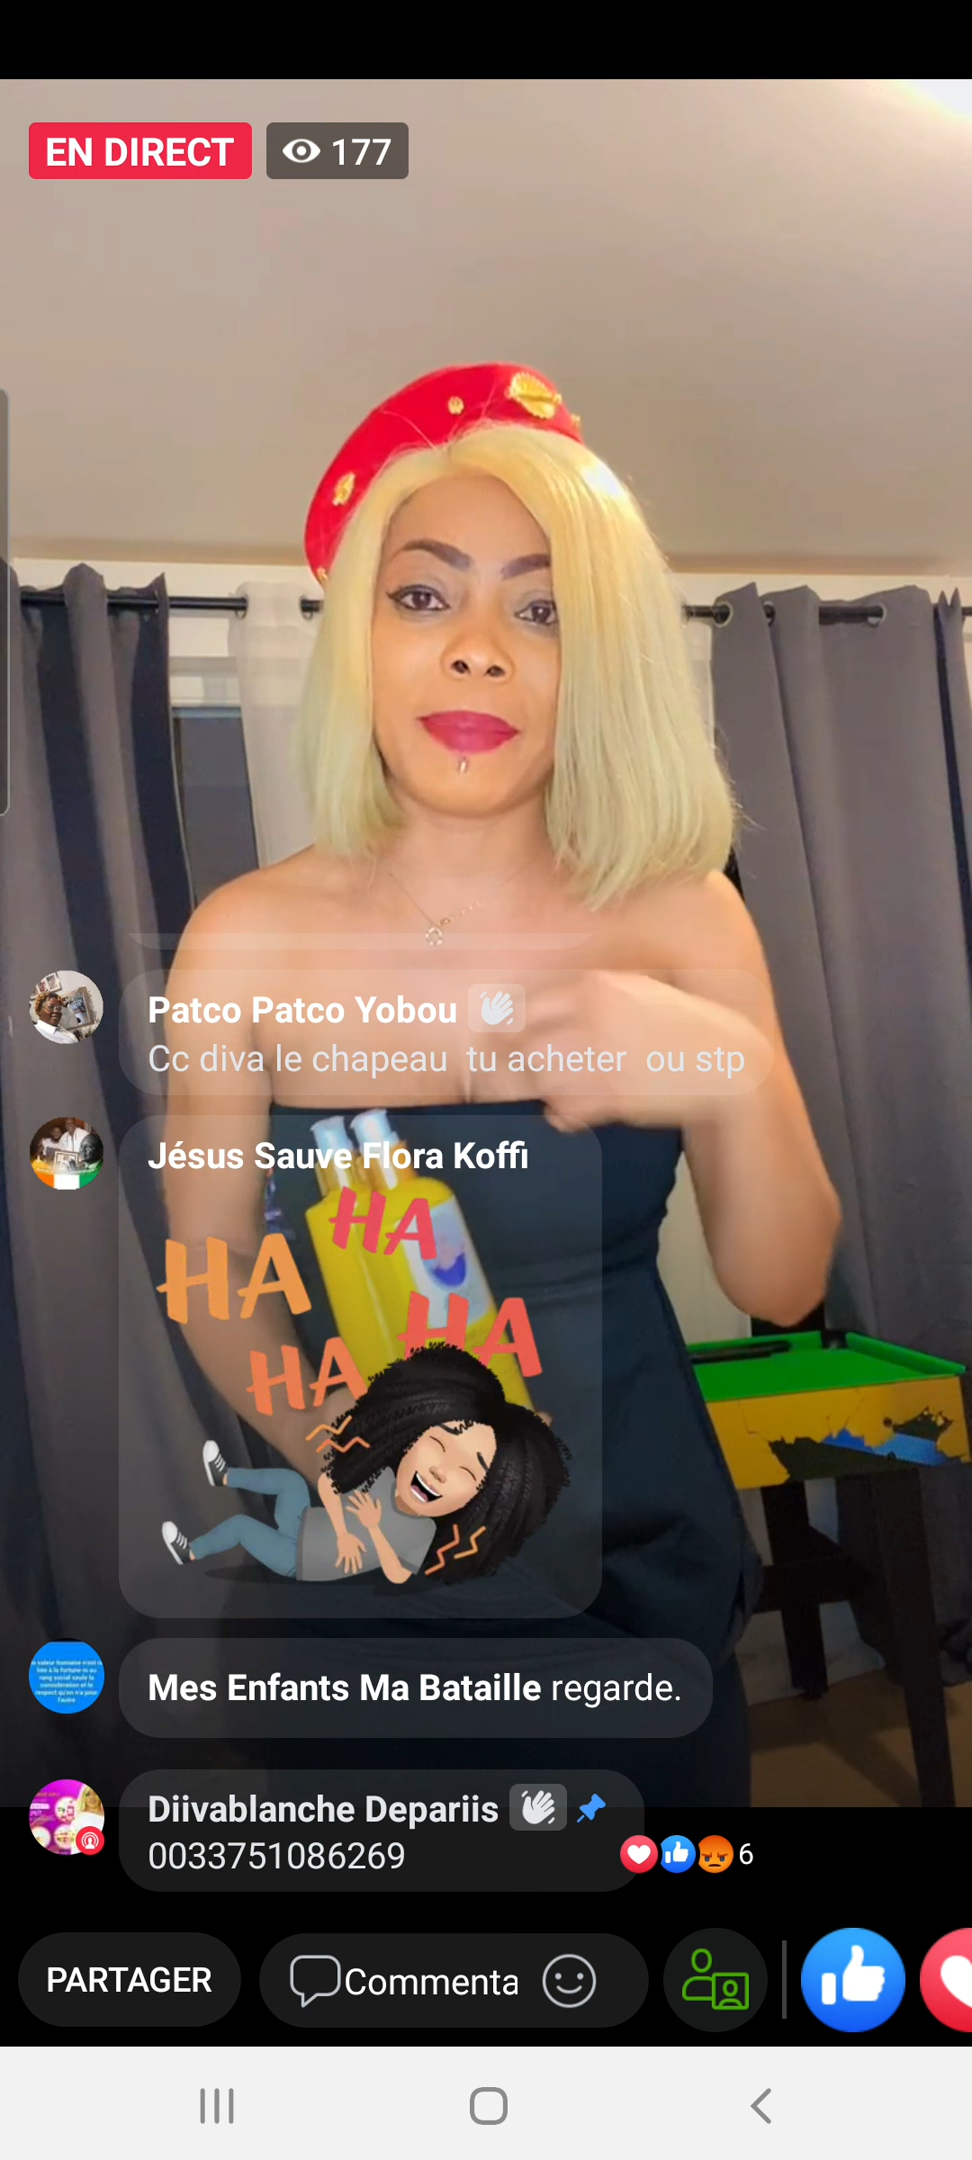 EN DIRECT 177
Patco Patco Yobou
Cc diva le chapeau tu acheter ou stp
Jésus Sauve Flora Koffi
HA
HA
HA
HA
Mes Enfants Ma Bataille regarde.
Diivablanche Depariis
0033751086269
6
PARTAGER Commenta